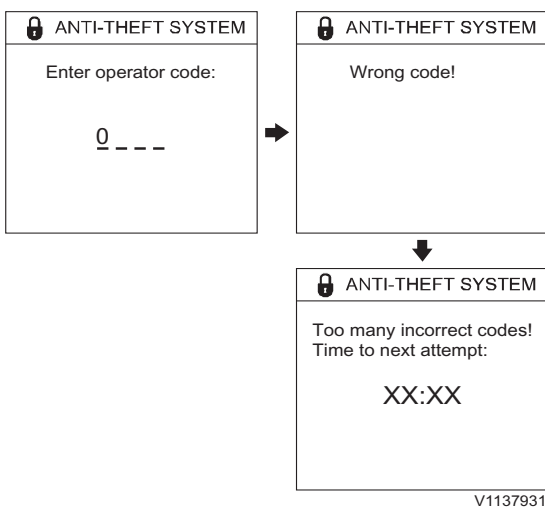 ANTI-THEFT SYSTEM
Enter operator code:
0 _ _ _
ANTI-THEFT SYSTEM
Wrong code!
ANTI-THEFT SYSTEM
Too many incorrect codes!
Time to next attempt:
XX:XX
V1137931